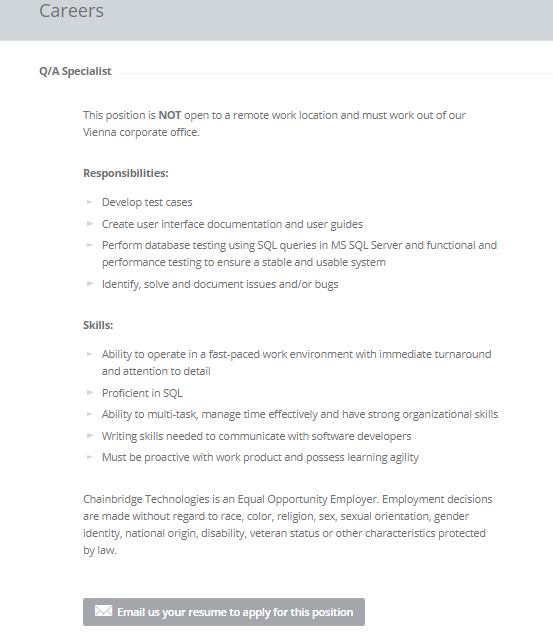 Careers
Q/A Specialist
This position is NOT open to a remote work location and must work out of our
Vienna corporate office.
Responsibilities:
Develop test cases
Create user interface documentation and user guides
Perform database testing using SQL queries in MS SQL Server and functional and
performance testing to ensure a stable and usable system
Identify, solve and document issues and/or bugs
Skills:
Ability to operate in a fast-paced work environment with immediate turnaround
and attention to detail
Proficient in SQL
Ability to multi-task, manage time effectively and have strong organizational skills
Writing skills needed to communicate with software developers
Must be proactive with work product and possess learning agility
Chainbridge Technologies is an Equal Opportunity Employer. Employment decisions
are made without regard to race, color, religion, sex, sexual orientation, gender
identity, national origin, disability, veteran status or other characteristics protected
by law.
Email us your resume to apply for this position